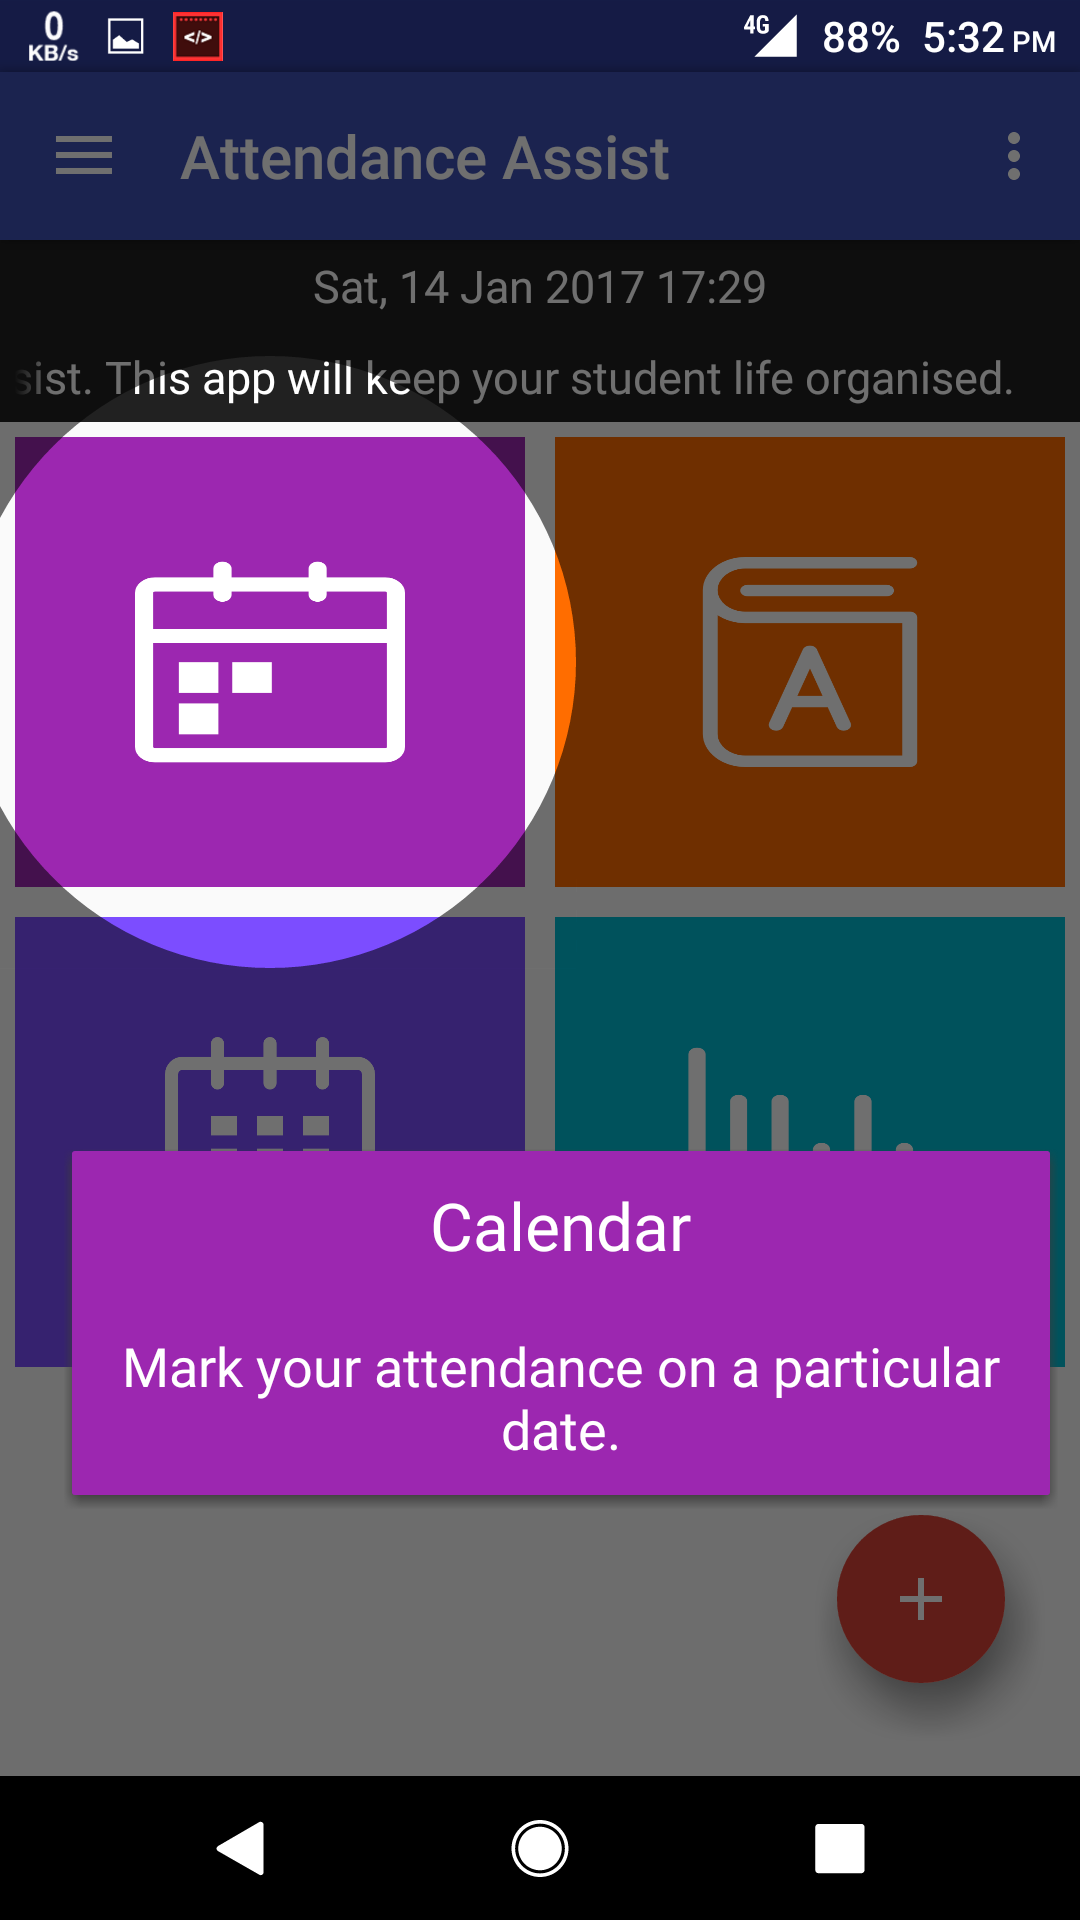 0
KB/s
</>
4G
88% 5:32 PM
Attendance Assist
Sat, 14 Jan 2017 17:29
sist. This app will keep your student life organised.
A
Calendar
Mark your attendance on a particular
date.